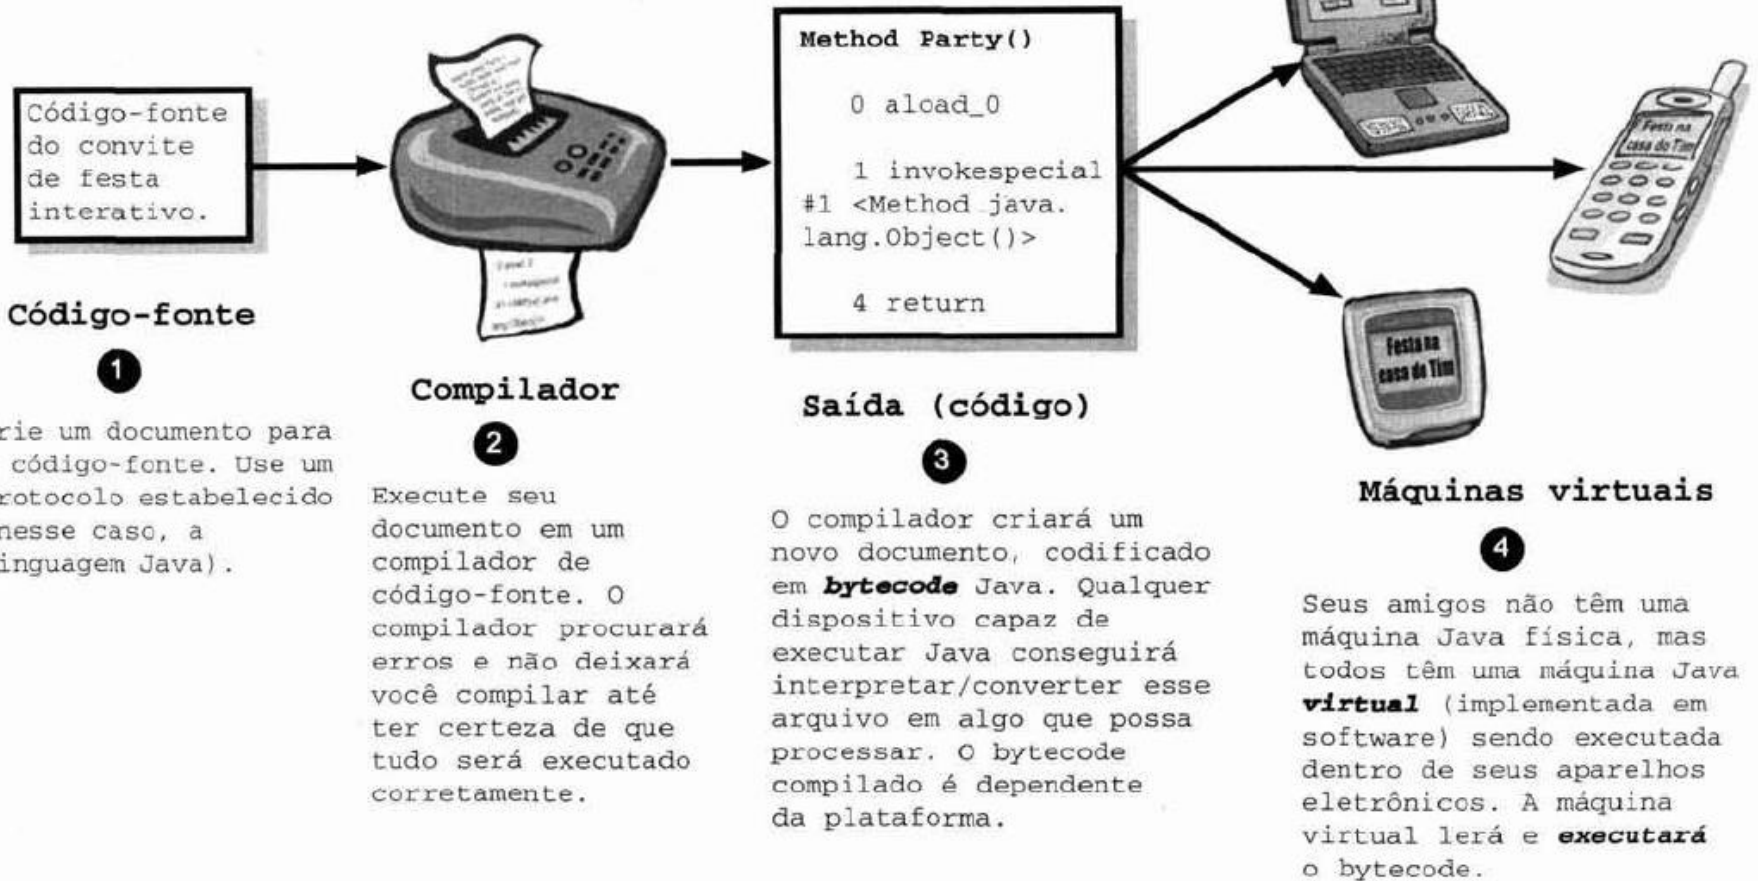 Código-fonte
do convite
de festa
interativo.
Código-fonte
1
rie um documento para
código-fonte. Use um
rotocolo estabelecido
nesse caso, a
inguagem Java).
Compilador
2
Execute seu
documento em um
compilador de
código-fonte. O
compilador procurará
erros e não deixará
você compilar até
ter certeza de que
tudo será executado
corretamente.
Method Party()
0 aload_0
1 invokespecial
#1 <Method java.
lang.Object()>
4 return
Saída (código)
3
O compilador criará um
novo documento, codificado
em bytecode Java. Qualquer
dispositivo capaz de
executar Java conseguirá
interpretar/converter esse
arquivo em algo que possa
processar. O bytecode
compilado é dependente
da plataforma.
Festa na
casa do Tim
Festa na
casa do Tim
Máquinas virtuais
4
Seus amigos não têm uma
máquina Java física, mas
todos têm uma máquina Java
virtual (implementada em
software) sendo executada
dentro de seus aparelhos
eletrônicos. A máquina
virtual lerá e executará
o bytecode.